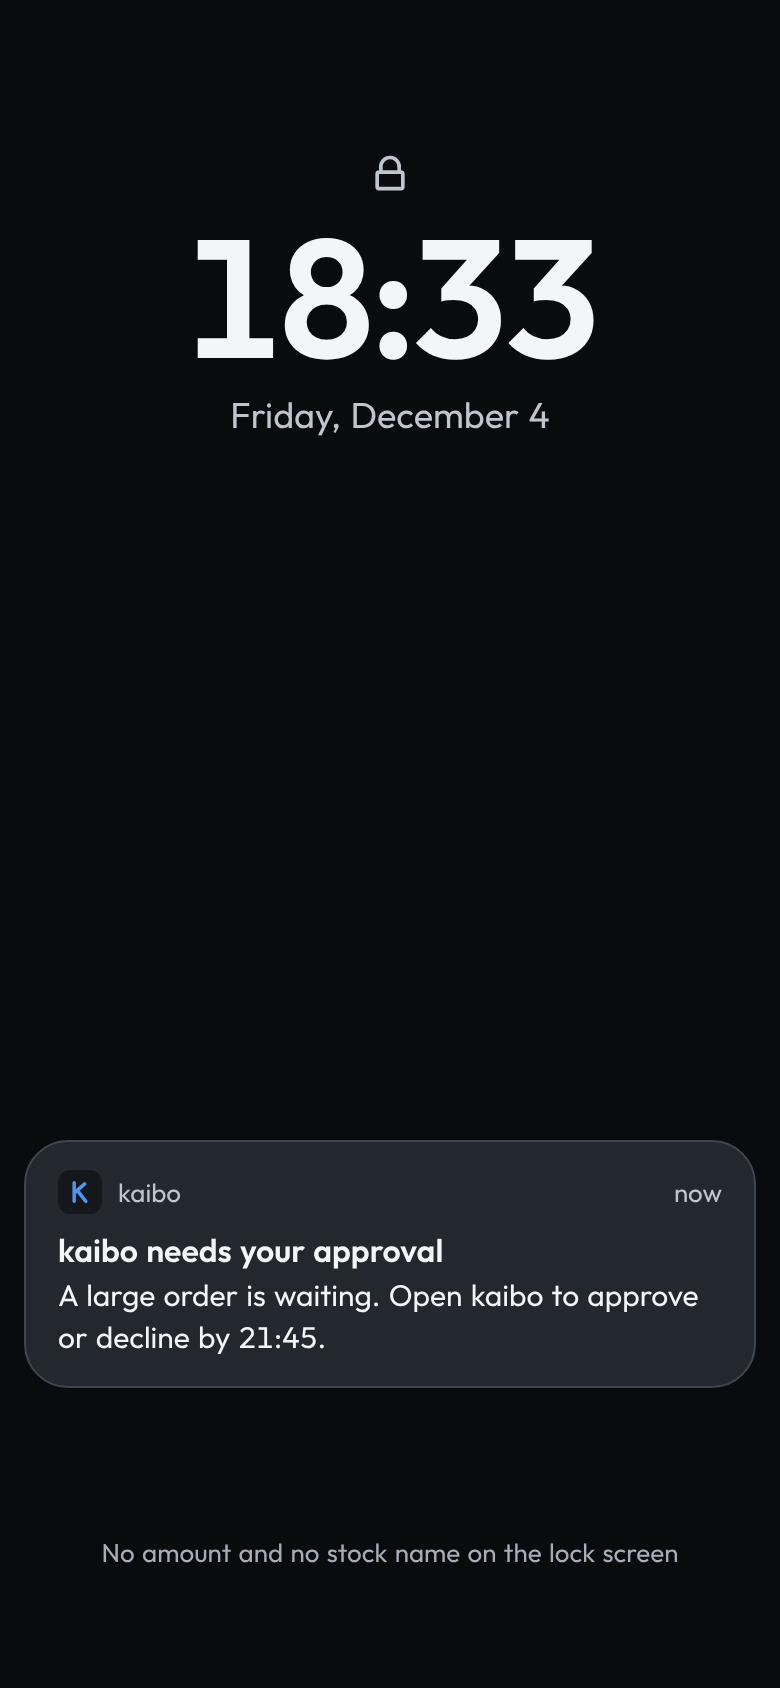 18:33
Friday, December 4
K
kaibo
now
kaibo needs your approval
A large order is waiting. Open kaibo to approve
or decline by 21:45.
No amount and no stock name on the lock screen